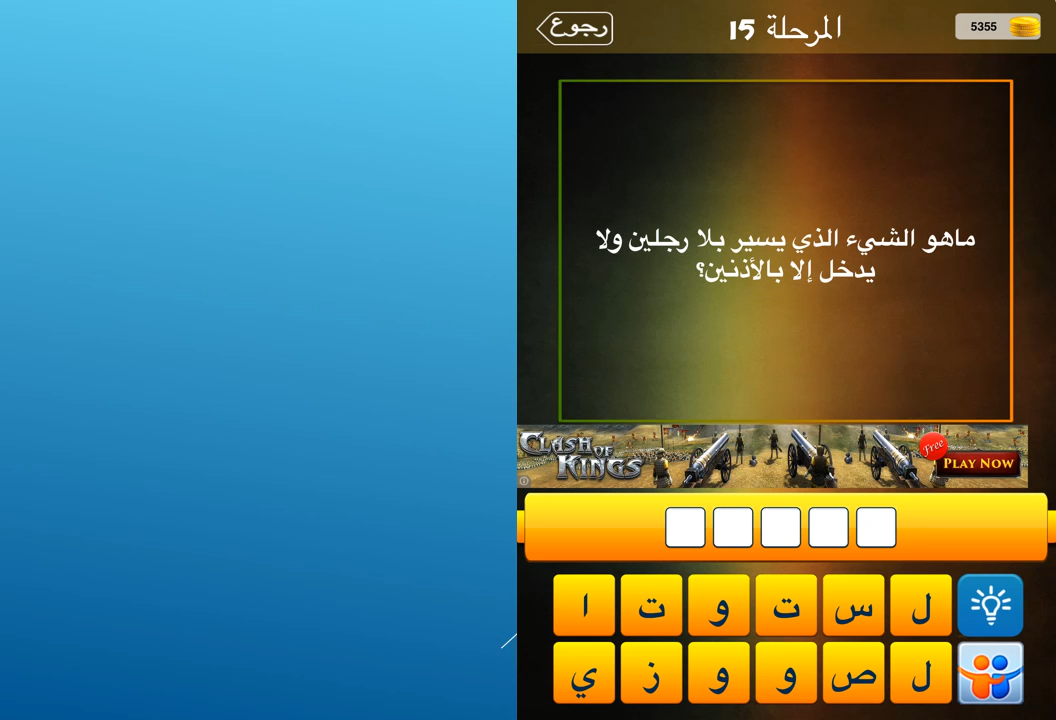 رجوع
المرحلة 15
5355
ماهو الشيء الذي يسير بلا رجلين ولا
يدخل إلا بالأذنين؟
CLASH OF KINGS
Free
PLAY NOW
ل س ت و ت ا
ل ص و و ز ي